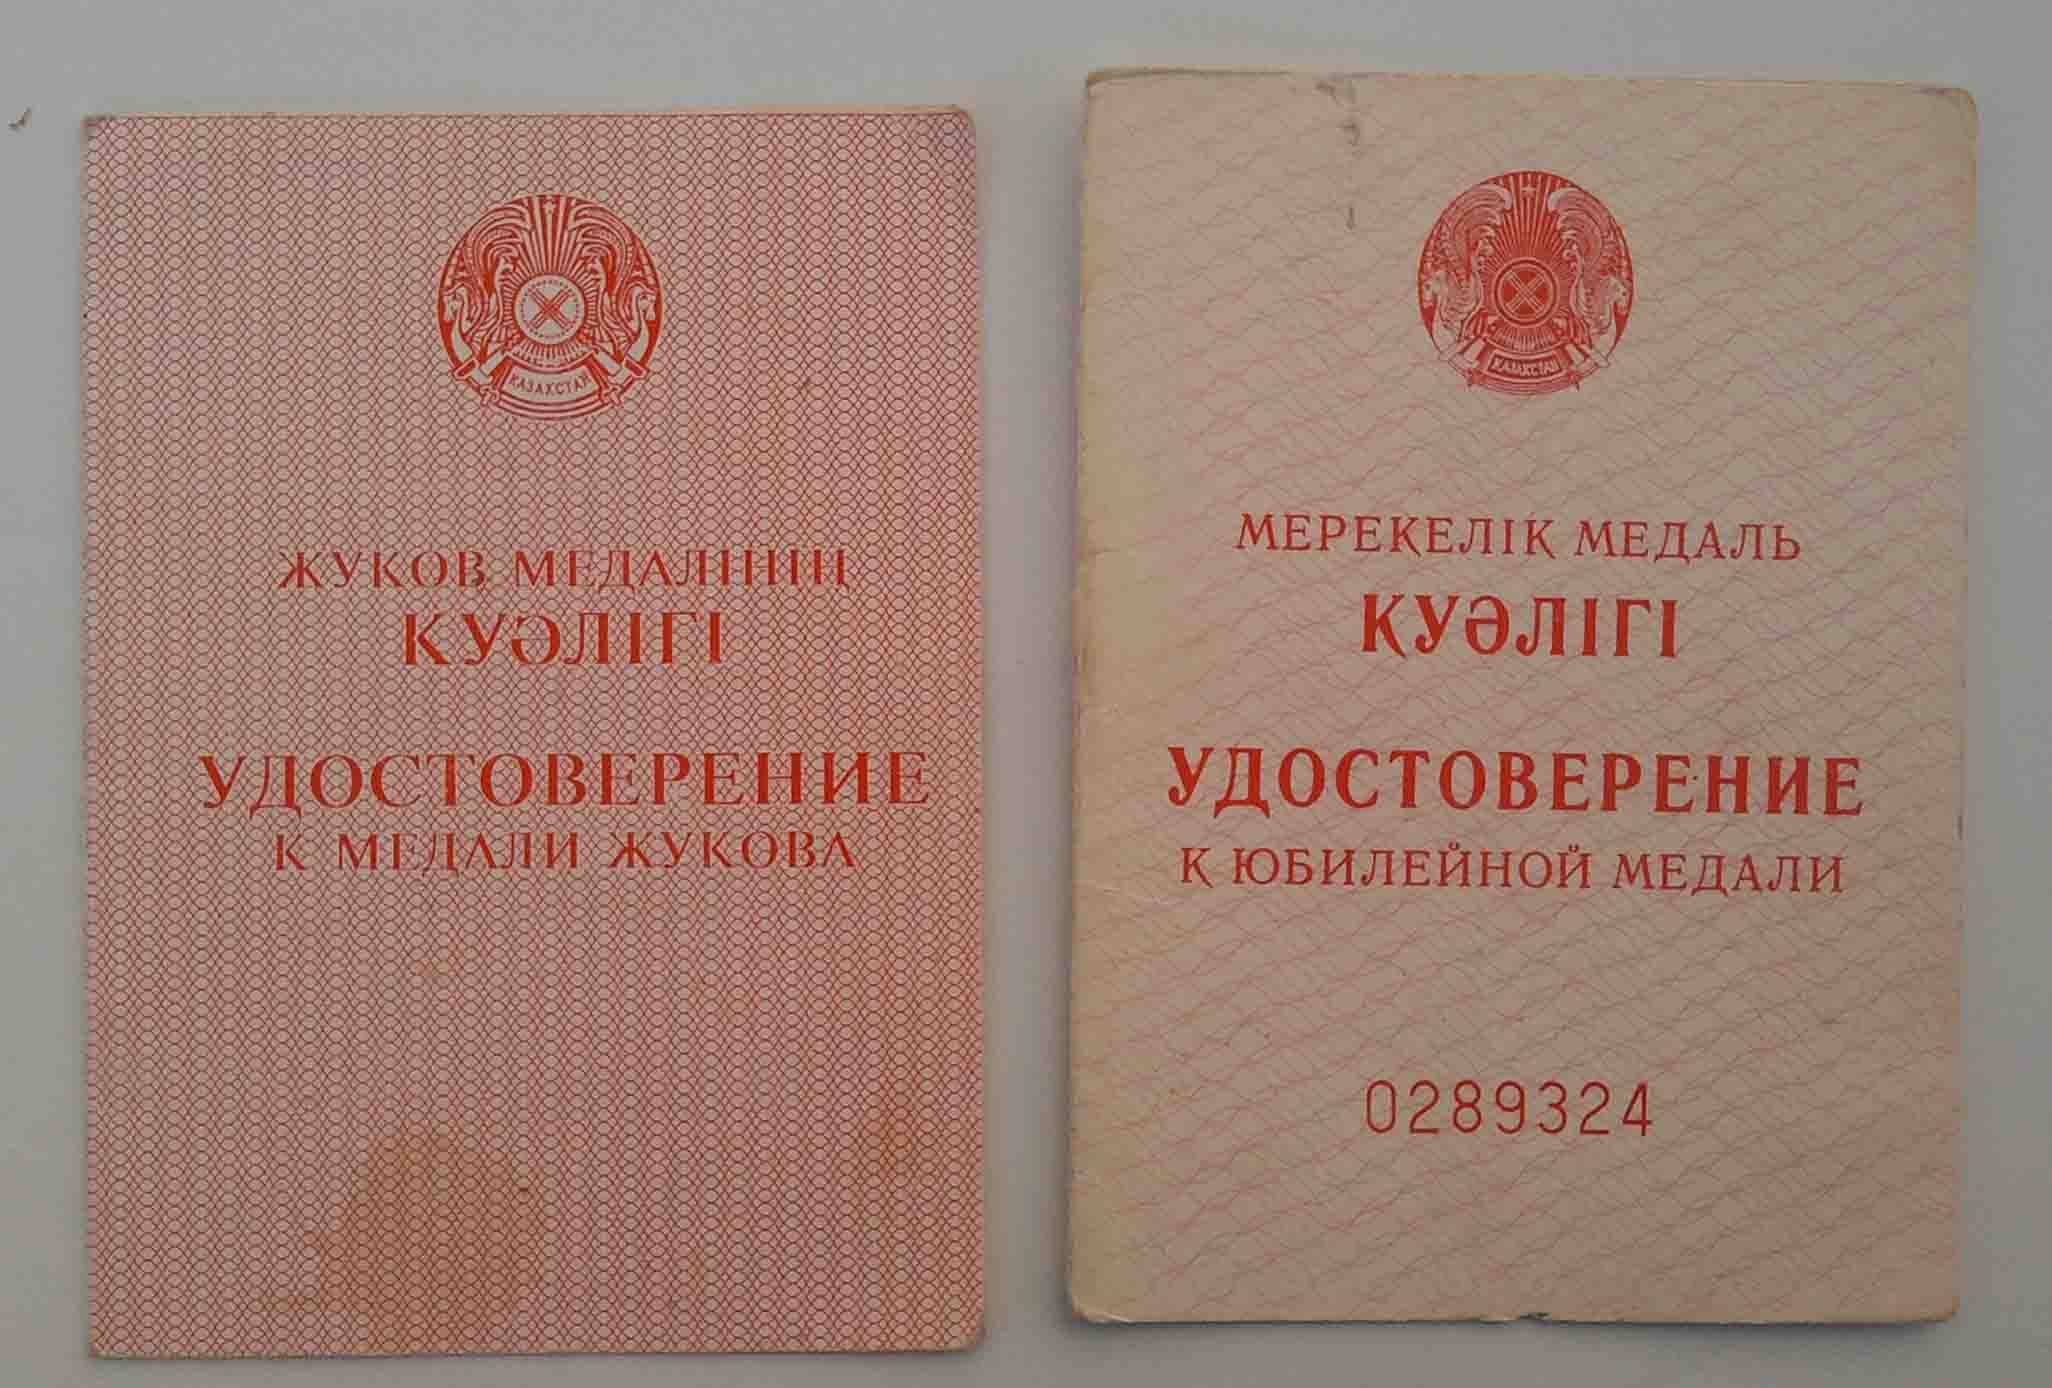 ҚАЗАҚСТАН
ЖУКОВ МЕДАЛІНІҢ
КУӘЛІГІ
УДОСТОВЕРЕНИЕ
К МЕДАЛИ ЖУКОВА
ҚАЗАҚСТАН
МЕРЕКЕЛІК МЕДАЛЬ
КУӘЛІГІ
УДОСТОВЕРЕНИЕ
К ЮБИЛЕЙНОЙ МЕДАЛИ
0289324